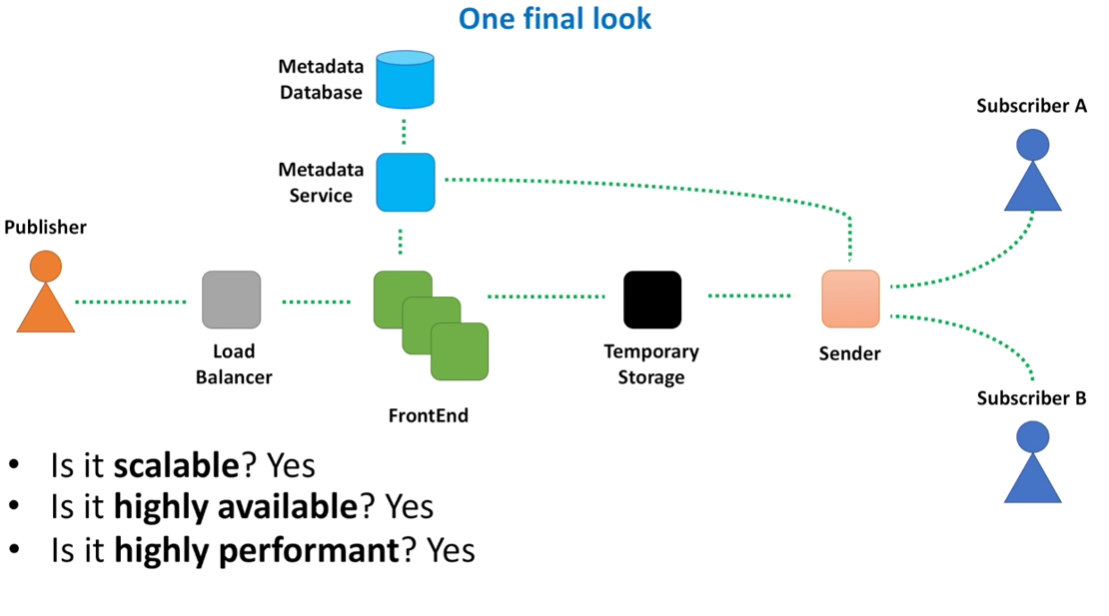 One final look
Metadata
Database
Subscriber A
Metadata
Service
Publisher
Load
Balancer
Temporary
Storage
Sender
Subscriber B
FrontEnd
• Is it scalable? Yes
• Is it highly available? Yes
• Is it highly performant? Yes